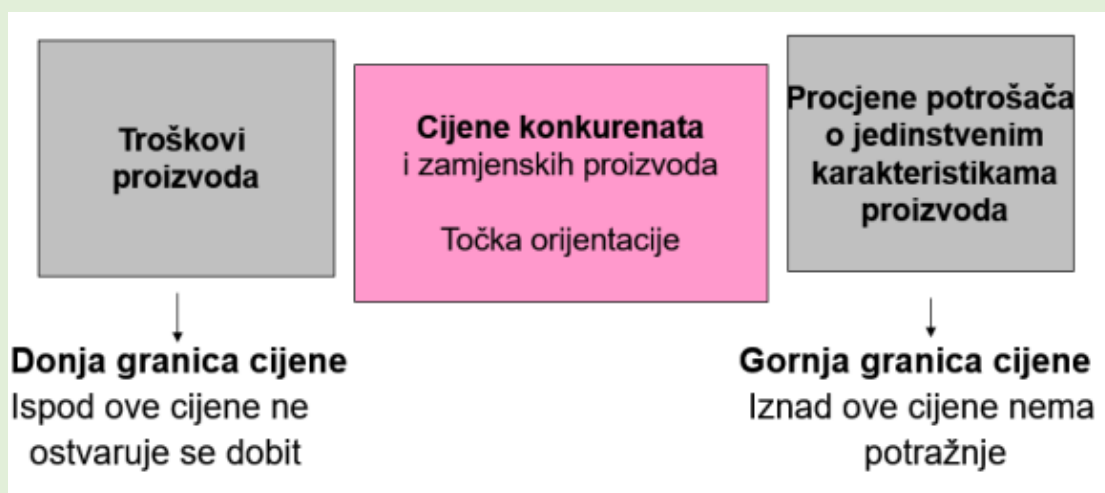 Troškovi
proizvoda
Cijene konkurenata
i zamjenskih proizvoda
Točka orijentacije
Procjene potrošača
o jedinstvenim
karakteristikama
proizvoda
Donja granica cijene
Ispod ove cijene ne
ostvaruje se dobit
Gornja granica cijene
Iznad ove cijene nema
potražnje